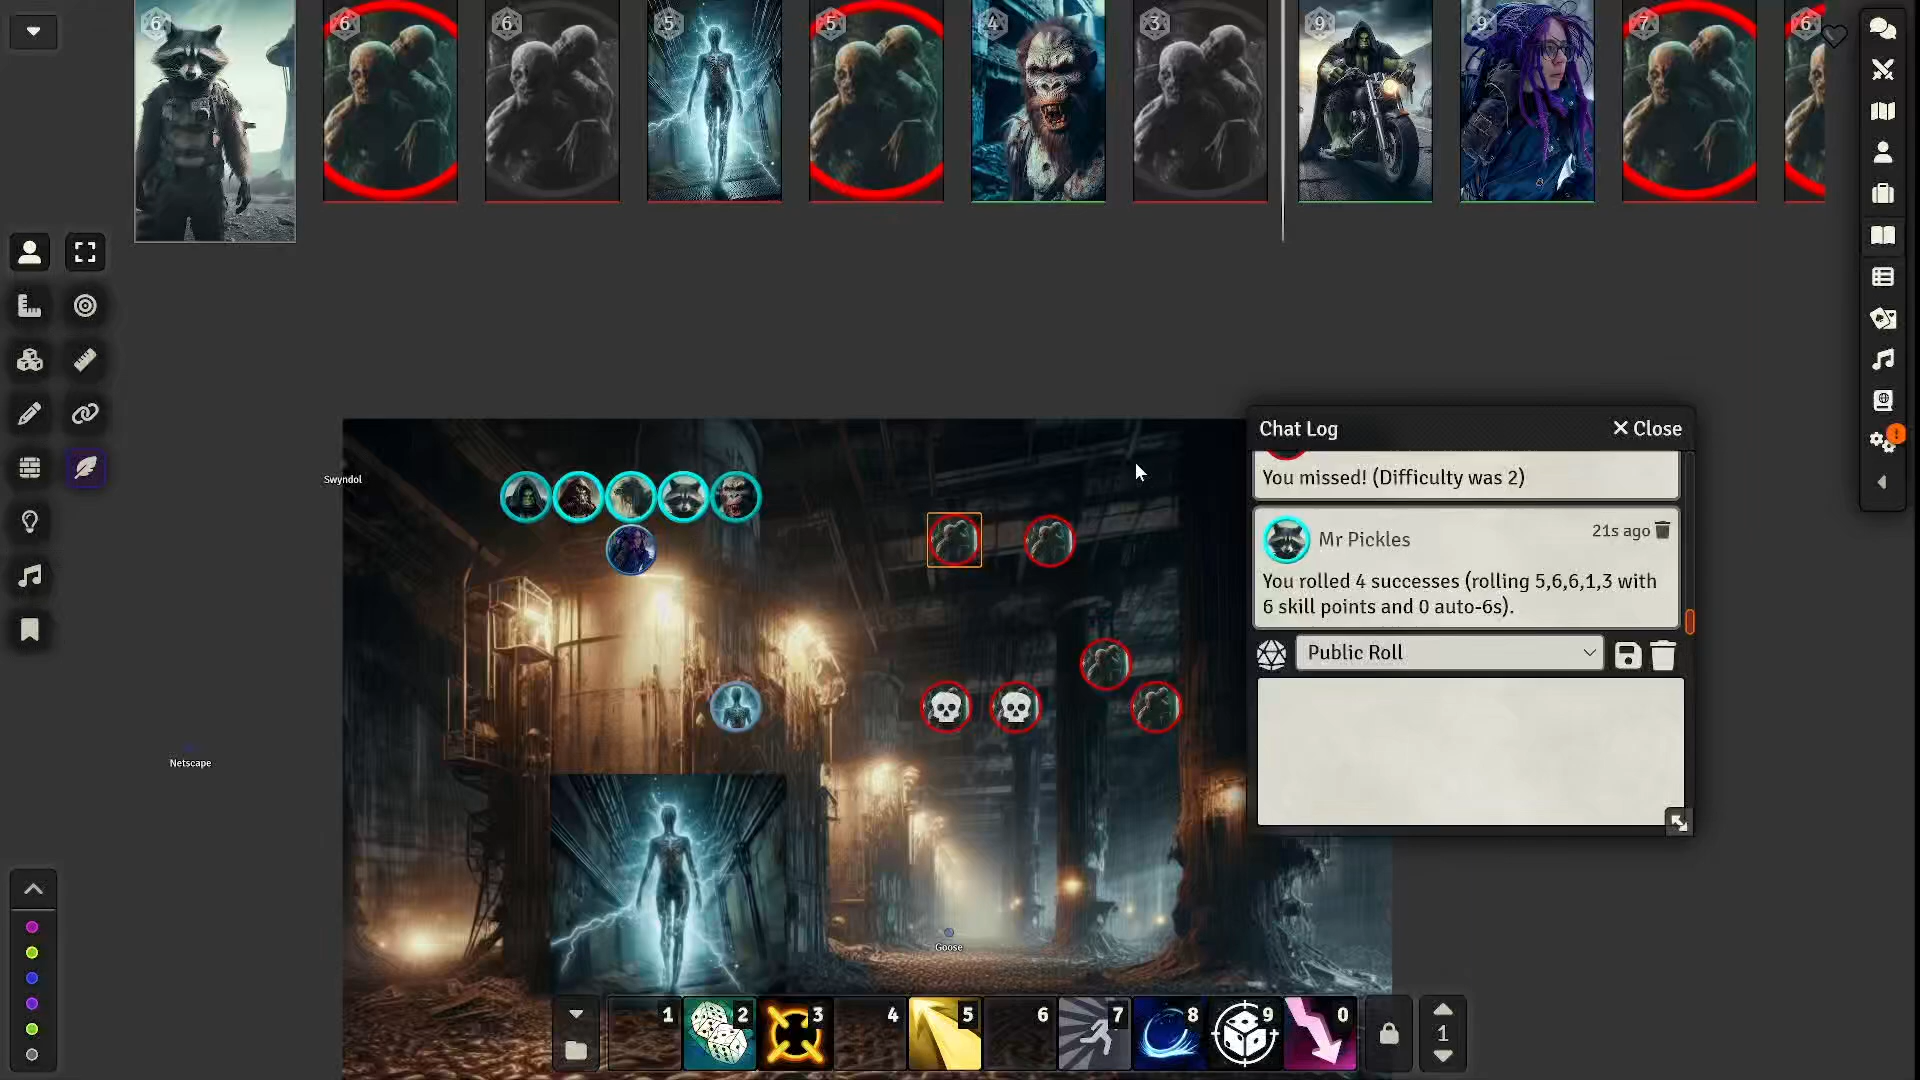 6
6
6
5
5
4
3
9
9
7
6
Swyndol
Netscape
Goose
Chat Log
Close
You missed! (Difficulty was 2)
Mr Pickles
21s ago
You rolled 4 successes (rolling 5,6,6,1,3 with
6 skill points and 0 auto-6s).
Public Roll
1
2
3
4
5
6
7
8
9
0
1